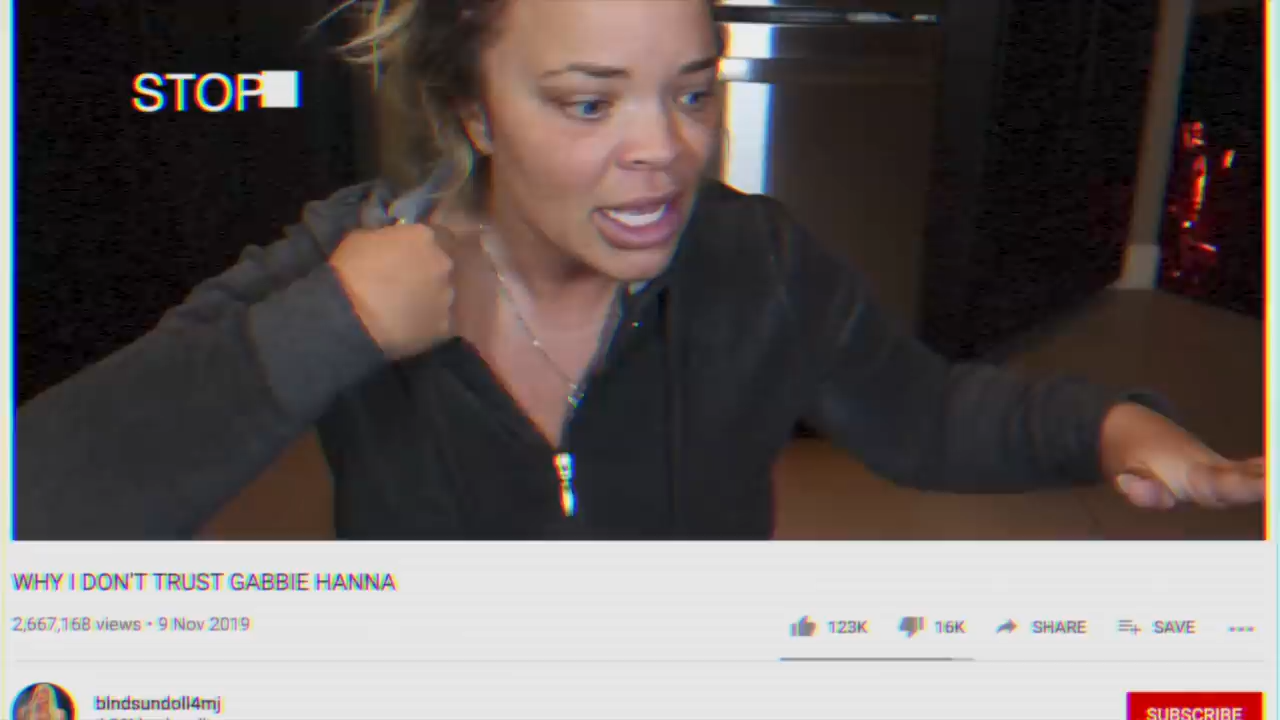 STOP
WHY I DON'T TRUST GABBIE HANNA
2,667,168 views • 9 Nov 2019
123K 16K SHARE SAVE
blndsundoll4mj
SUBSCRIBE